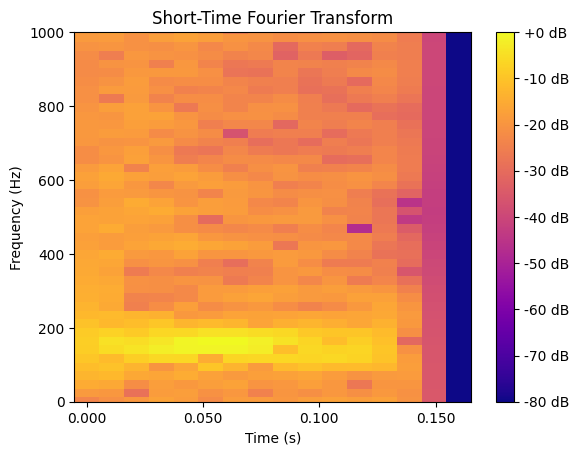 Short-Time Fourier Transform
Frequency (Hz)
1000
800
600
400
200
0
0.000
0.050
0.100
0.150
Time (s)
+0 dB
-10 dB
-20 dB
-30 dB
-40 dB
-50 dB
-60 dB
-70 dB
-80 dB